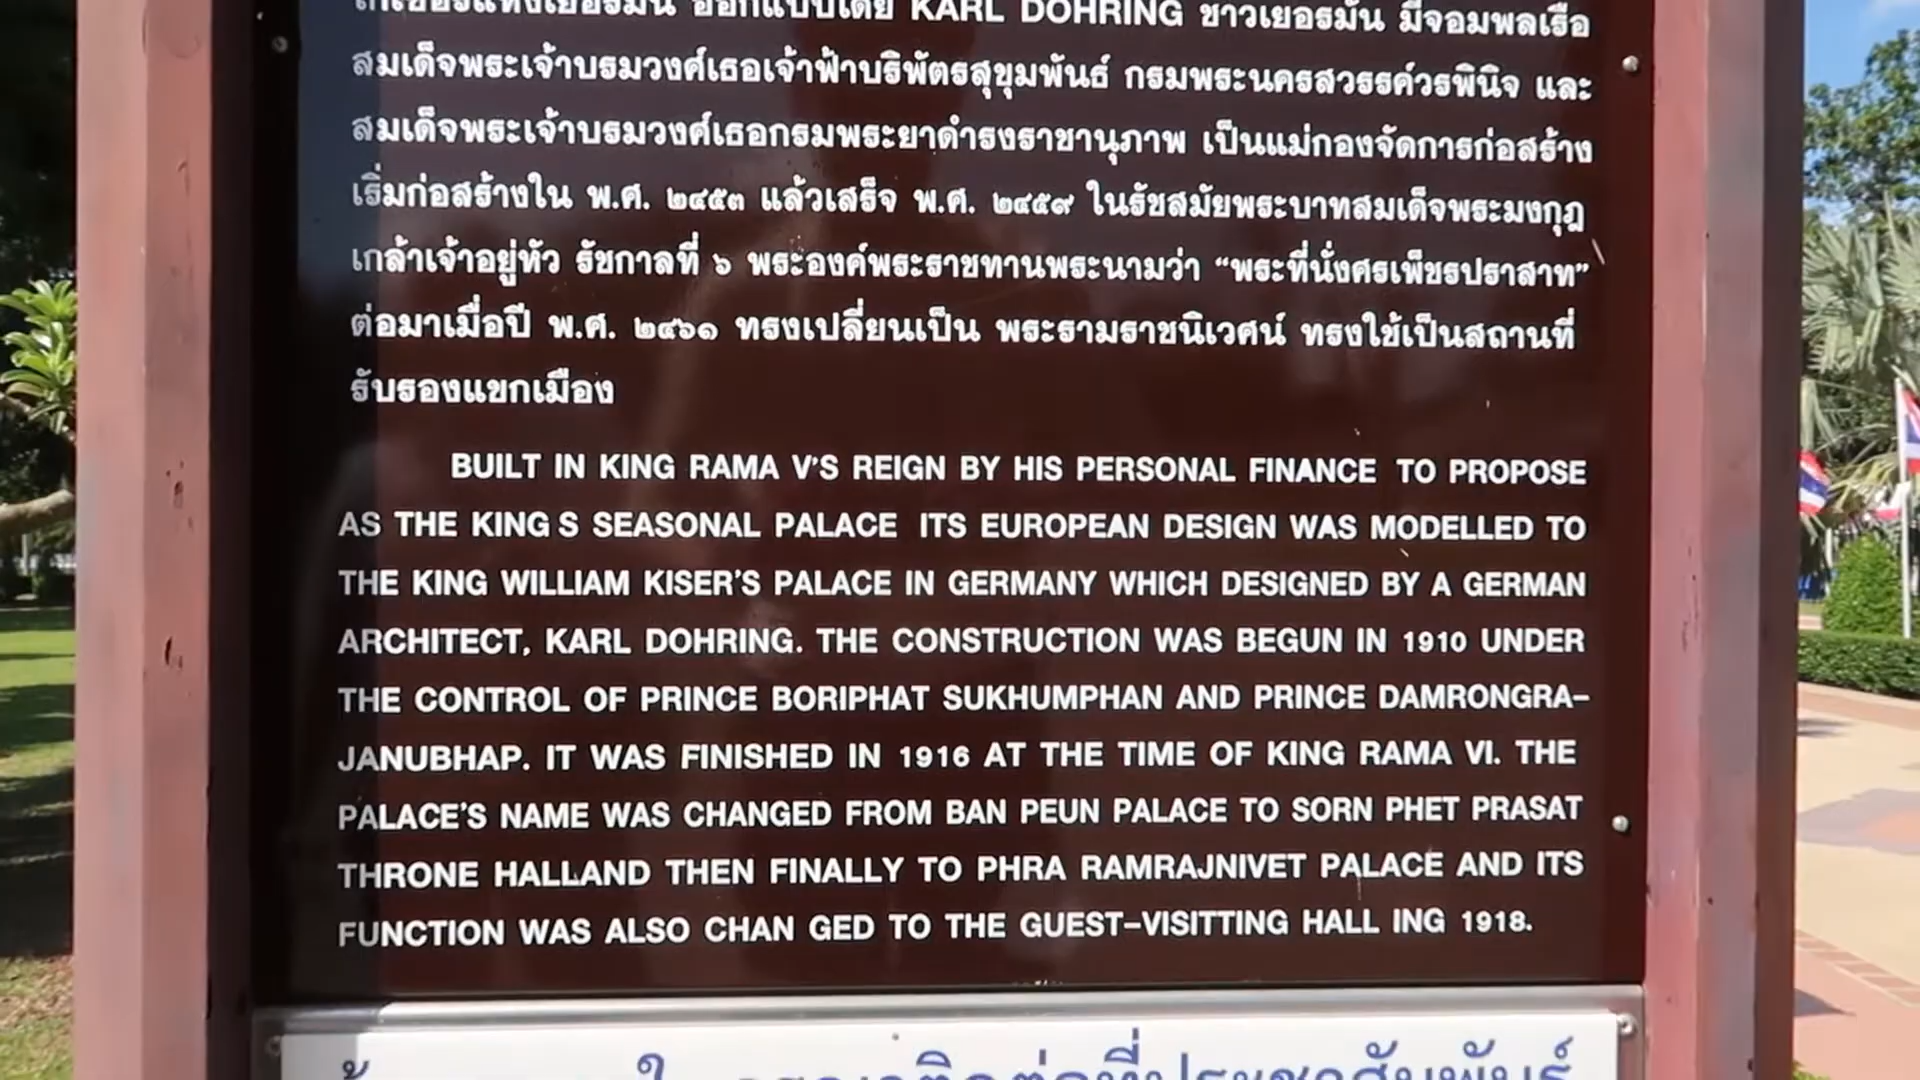 ไกเซอร์แห่งเยอรมัน ออกแบบโดย KARL DOHRING ชาวเยอรมัน มีจอมพลเรือ
สมเด็จพระเจ้าบรมวงศ์เธอเจ้าฟ้าบริพัตรสุขุมพันธ์ กรมพระนครสวรรค์วรพินิจ และ
สมเด็จพระเจ้าบรมวงศ์เธอกรมพระยาดำรงราชานุภาพ เป็นแม่กองจัดการก่อสร้าง
เริ่มก่อสร้างใน พ.ศ. ๒๔๕๓ แล้วเสร็จ พ.ศ. ๒๔๕๙ ในรัชสมัยพระบาทสมเด็จพระมงกุฎ
เกล้าเจ้าอยู่หัว รัชกาลที่ ๖ พระองค์พระราชทานพระนามว่า “พระที่นั่งศรเพ็ชรปราสาท”
ต่อมาเมื่อปี พ.ศ. ๒๔๖๑ ทรงเปลี่ยนเป็น พระรามราชนิเวศน์ ทรงใช้เป็นสถานที่
รับรองแขกเมือง
BUILT IN KING RAMA V'S REIGN BY HIS PERSONAL FINANCE TO PROPOSE
AS THE KING S SEASONAL PALACE ITS EUROPEAN DESIGN WAS MODELLED TO
THE KING WILLIAM KISER'S PALACE IN GERMANY WHICH DESIGNED BY A GERMAN
ARCHITECT, KARL DOHRING. THE CONSTRUCTION WAS BEGUN IN 1910 UNDER
THE CONTROL OF PRINCE BORIPHAT SUKHUMPHAN AND PRINCE DAMRONGRA-
JANUBHAP. IT WAS FINISHED IN 1916 AT THE TIME OF KING RAMA VI. THE
PALACE'S NAME WAS CHANGED FROM BAN PEUN PALACE TO SORN PHET PRASAT
THRONE HALLAND THEN FINALLY TO PHRA RAMRAJNIVET PALACE AND ITS
FUNCTION WAS ALSO CHAN GED TO THE GUEST-VISITTING HALL ING 1918.
ติดต่อที่ประชาสัมพันธ์